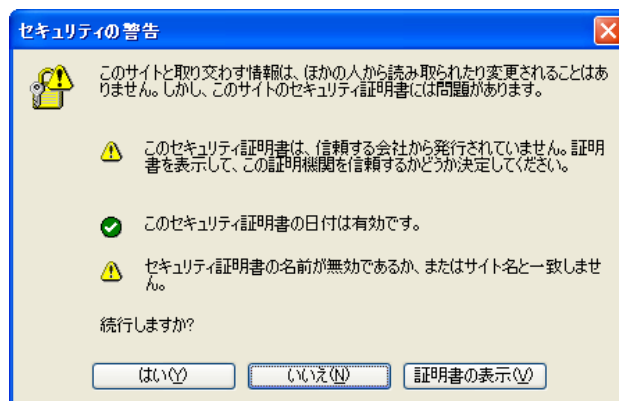 セキュリティの警告
このサイトと取り交わす情報は、ほかの人から読み取られたり変更されることはあ
りません。しかし、このサイトのセキュリティ証明書には問題があります。
このセキュリティ証明書は、信頼する会社から発行されていません。証明
書を表示して、この証明機関を信頼するかどうか決定してください。
このセキュリティ証明書の日付は有効です。
セキュリティ証明書の名前が無効であるか、またはサイト名と一致しませ
ん。
続行しますか?
はい(Y) いいえ(N) 証明書の表示(V)